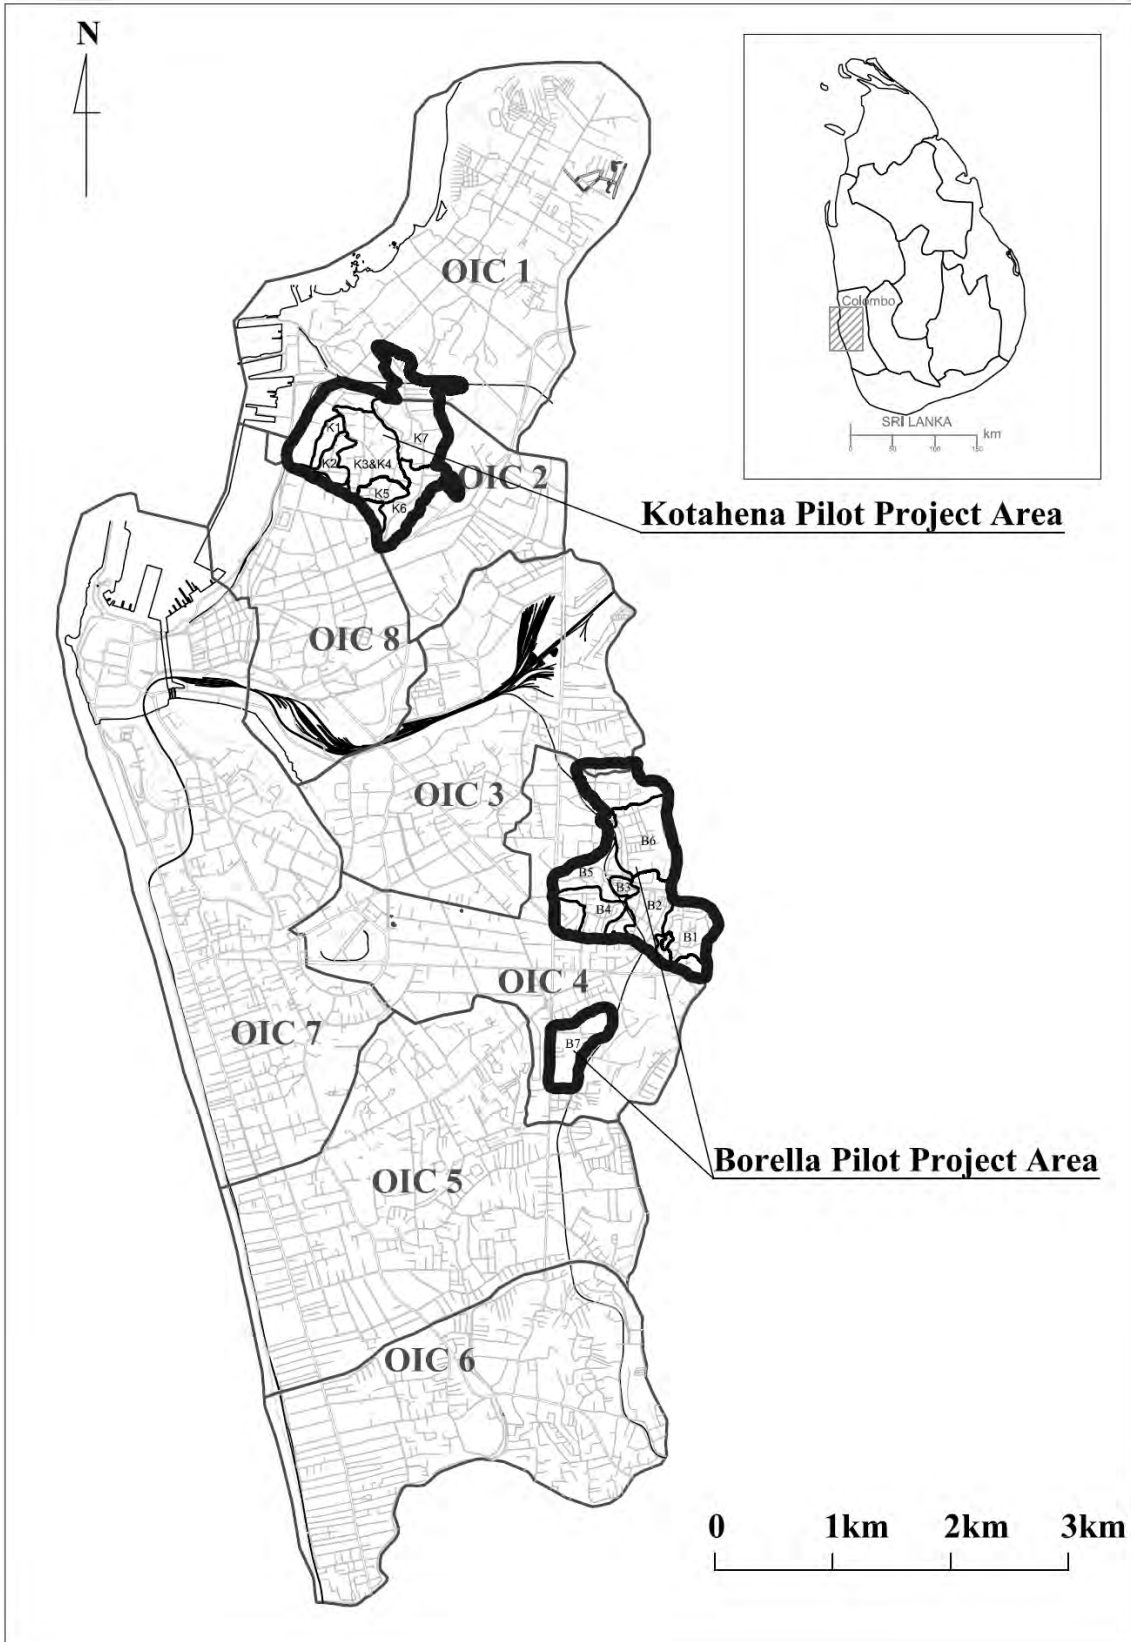 N
Colombo
SRI LANKA
0 50 100 150 km
OIC 1
K1
K7
K2
K3&K4
OIC 2
K5
K6
Kotahena Pilot Project Area
OIC 8
OIC 3
B6
B5
B3
B4
B2
B1
OIC 4
OIC 7
B7
Borella Pilot Project Area
OIC 5
OIC 6
0 1km 2km 3km